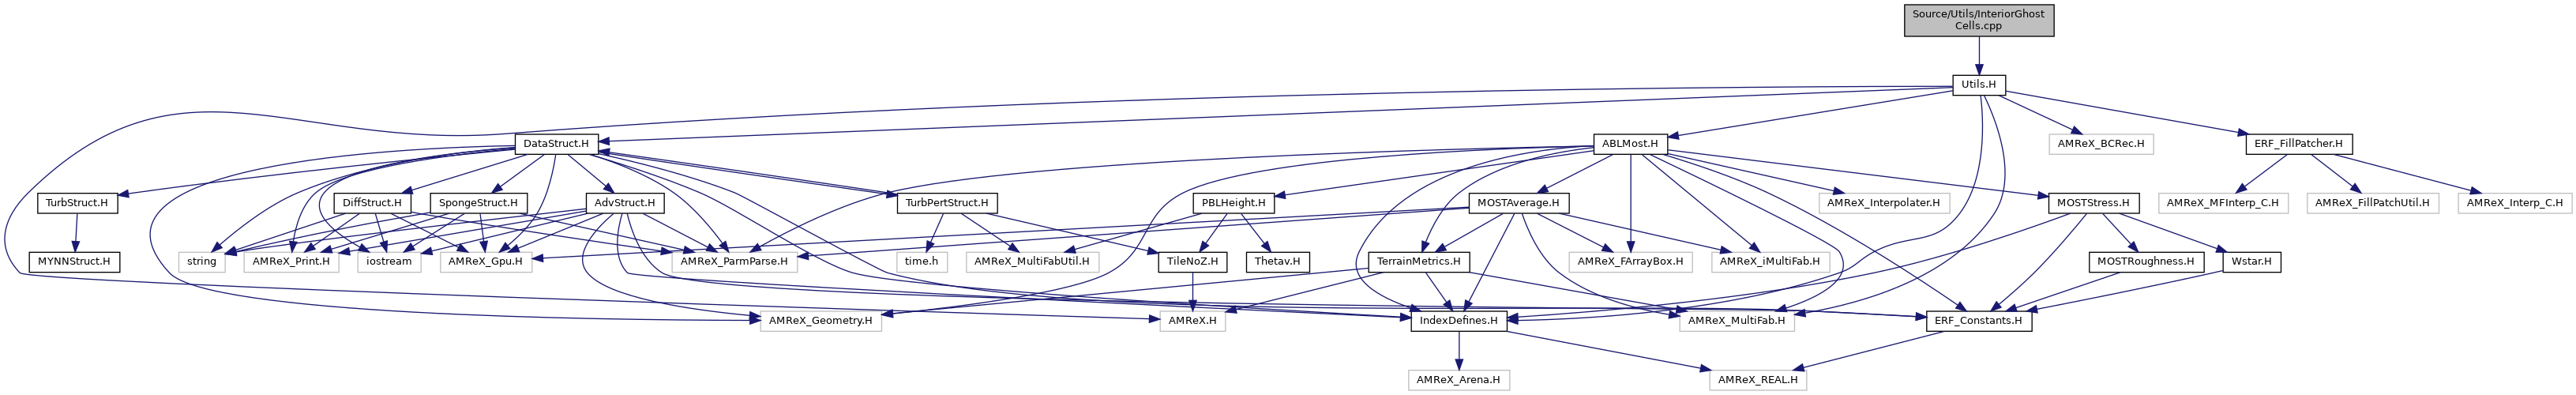 Source/Utils/InteriorGhost
Cells.cpp
Utils.H
DataStruct.H
ABLMost.H
AMReX_BCRec.H
ERF_FillPatcher.H
TurbStruct.H
DiffStruct.H
SpongeStruct.H
AdvStruct.H
TurbPertStruct.H
PBLHeight.H
MOSTAverage.H
AMReX_Interpolater.H
MOSTStress.H
AMReX_MFInterp_C.H
AMReX_FillPatchUtil.H
AMReX_Interp_C.H
MYNNStruct.H
string
AMReX_Print.H
iostream
AMReX_Gpu.H
AMReX_ParmParse.H
time.h
AMReX_MultiFabUtil.H
TileNoZ.H
Thetav.H
TerrainMetrics.H
AMReX_FArrayBox.H
AMReX_iMultiFab.H
MOSTRoughness.H
Wstar.H
AMReX_Geometry.H
AMReX.H
IndexDefines.H
AMReX_MultiFab.H
ERF_Constants.H
AMReX_Arena.H
AMReX_REAL.H